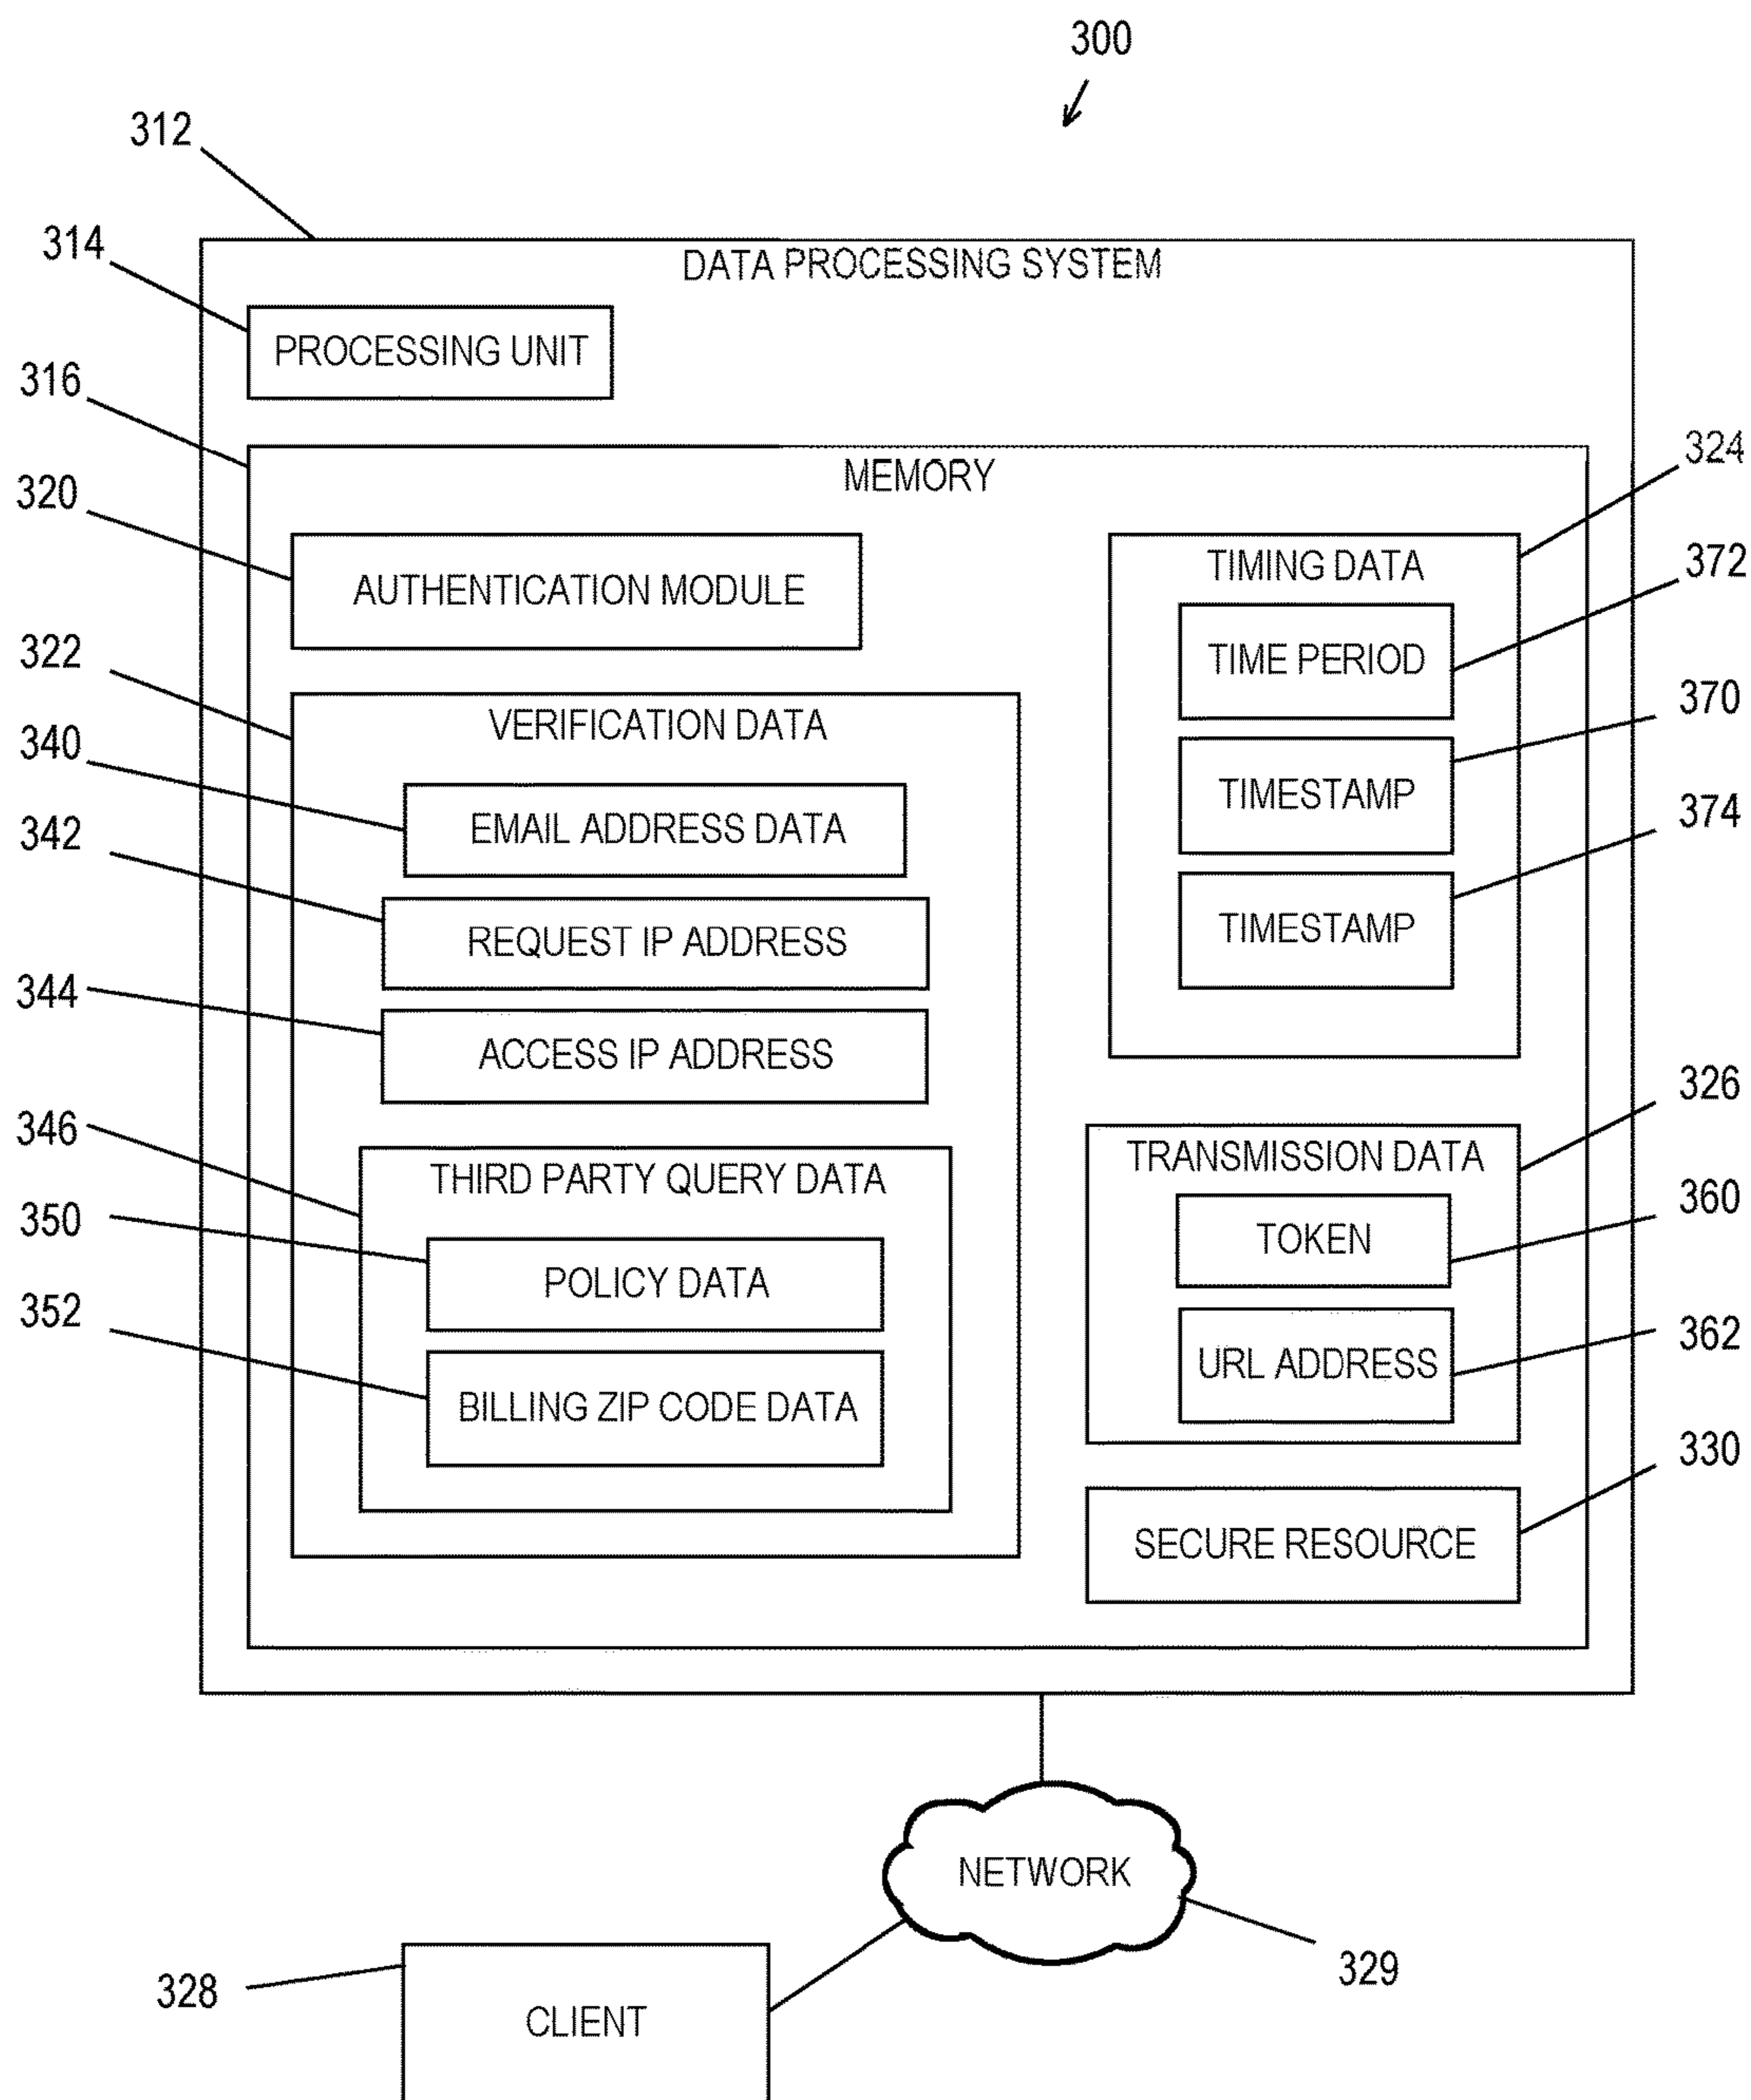 300
312
314
DATA PROCESSING SYSTEM
PROCESSING UNIT
316
MEMORY
324
320
AUTHENTICATION MODULE
TIMING DATA
372
TIME PERIOD
322
VERIFICATION DATA
370
340
EMAIL ADDRESS DATA
TIMESTAMP
374
342
REQUEST IP ADDRESS
TIMESTAMP
344
ACCESS IP ADDRESS
326
346
THIRD PARTY QUERY DATA
TRANSMISSION DATA
360
350
POLICY DATA
TOKEN
352
BILLING ZIP CODE DATA
362
URL ADDRESS
330
SECURE RESOURCE
NETWORK
329
328
CLIENT